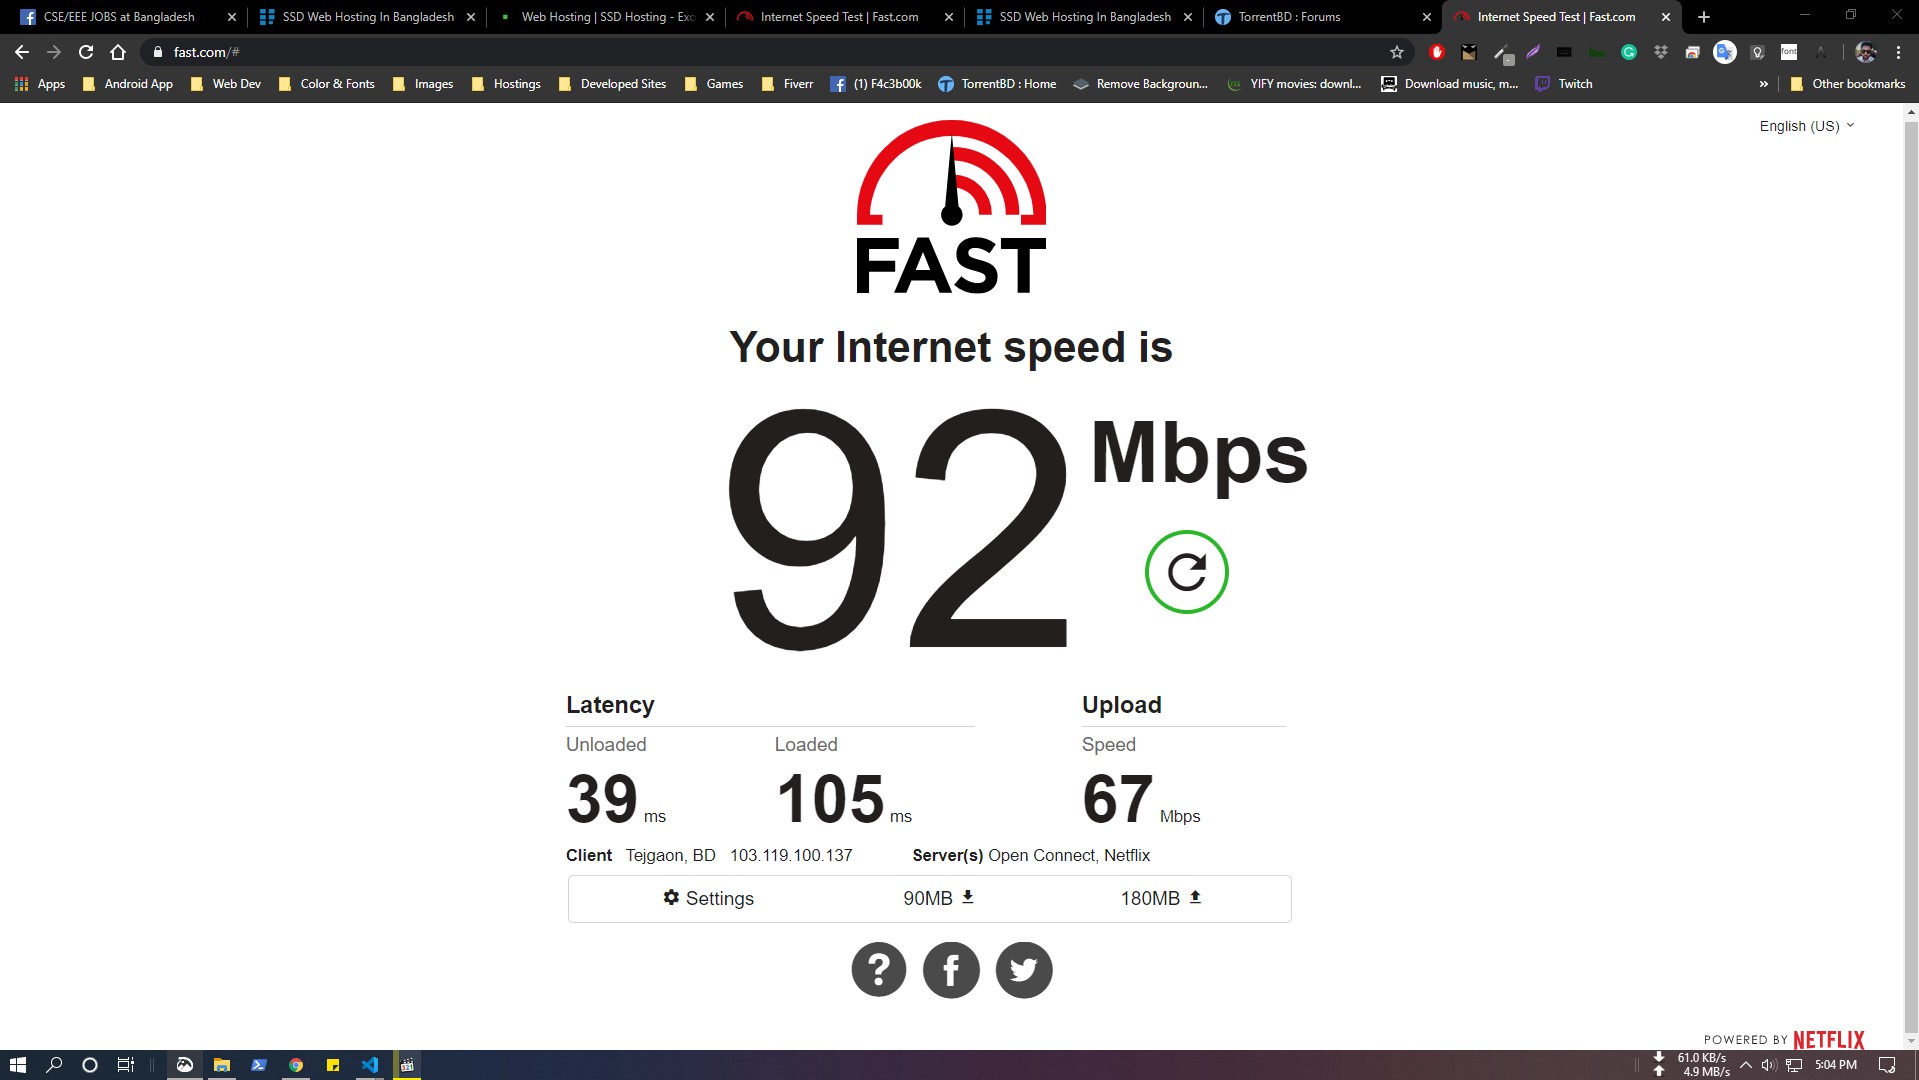 CSE/EEE JOBS at Bangladesh
SSD Web Hosting In Bangladesh
Web Hosting | SSD Hosting - Exo
Internet Speed Test | Fast.com
SSD Web Hosting In Bangladesh
TorrentBD : Forums
Internet Speed Test | Fast.com
fast.com/#
Apps
Android App
Web Dev
Color & Fonts
Images
Hostings
Developed Sites
Games
Fiverr
(1) F4c3b00k
TorrentBD : Home
Remove Backgroun...
YIFY movies: downl...
Download music, m...
Twitch
»
Other bookmarks
English (US)
FAST
Your Internet speed is
92 Mbps
Latency
Upload
Unloaded
Loaded
Speed
39 ms
105 ms
67 Mbps
Client Tejgaon, BD 103.119.100.137 Server(s) Open Connect, Netflix
Settings
90MB
180MB
POWERED BY NETFLIX
61.0 KB/s
4.9 MB/s
5:04 PM